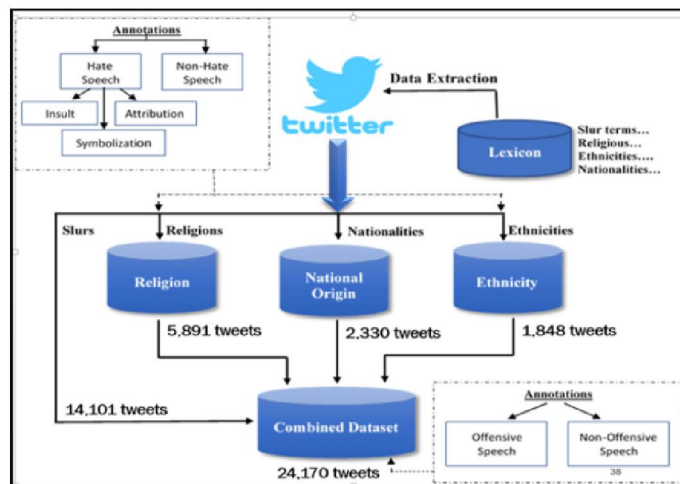 Annotations
Hate
Soeech
Non-Hate
Speech
Insult
Attribution
Symbolization
twitter
Data Extraction
Lexicon
Slur terms…
Religious…
Ethnicities….
Nationalities…
Slurs
Religions
Nationalities
Ethnicities
Religion
National
Origin
Ethnicity
5,891 tweets
2,330 tweets
1,848 tweets
14,101 tweets
Combined Dataset
24,170 tweets
Annotations
Offensive
Speech
Non-Offensive
Speech
38